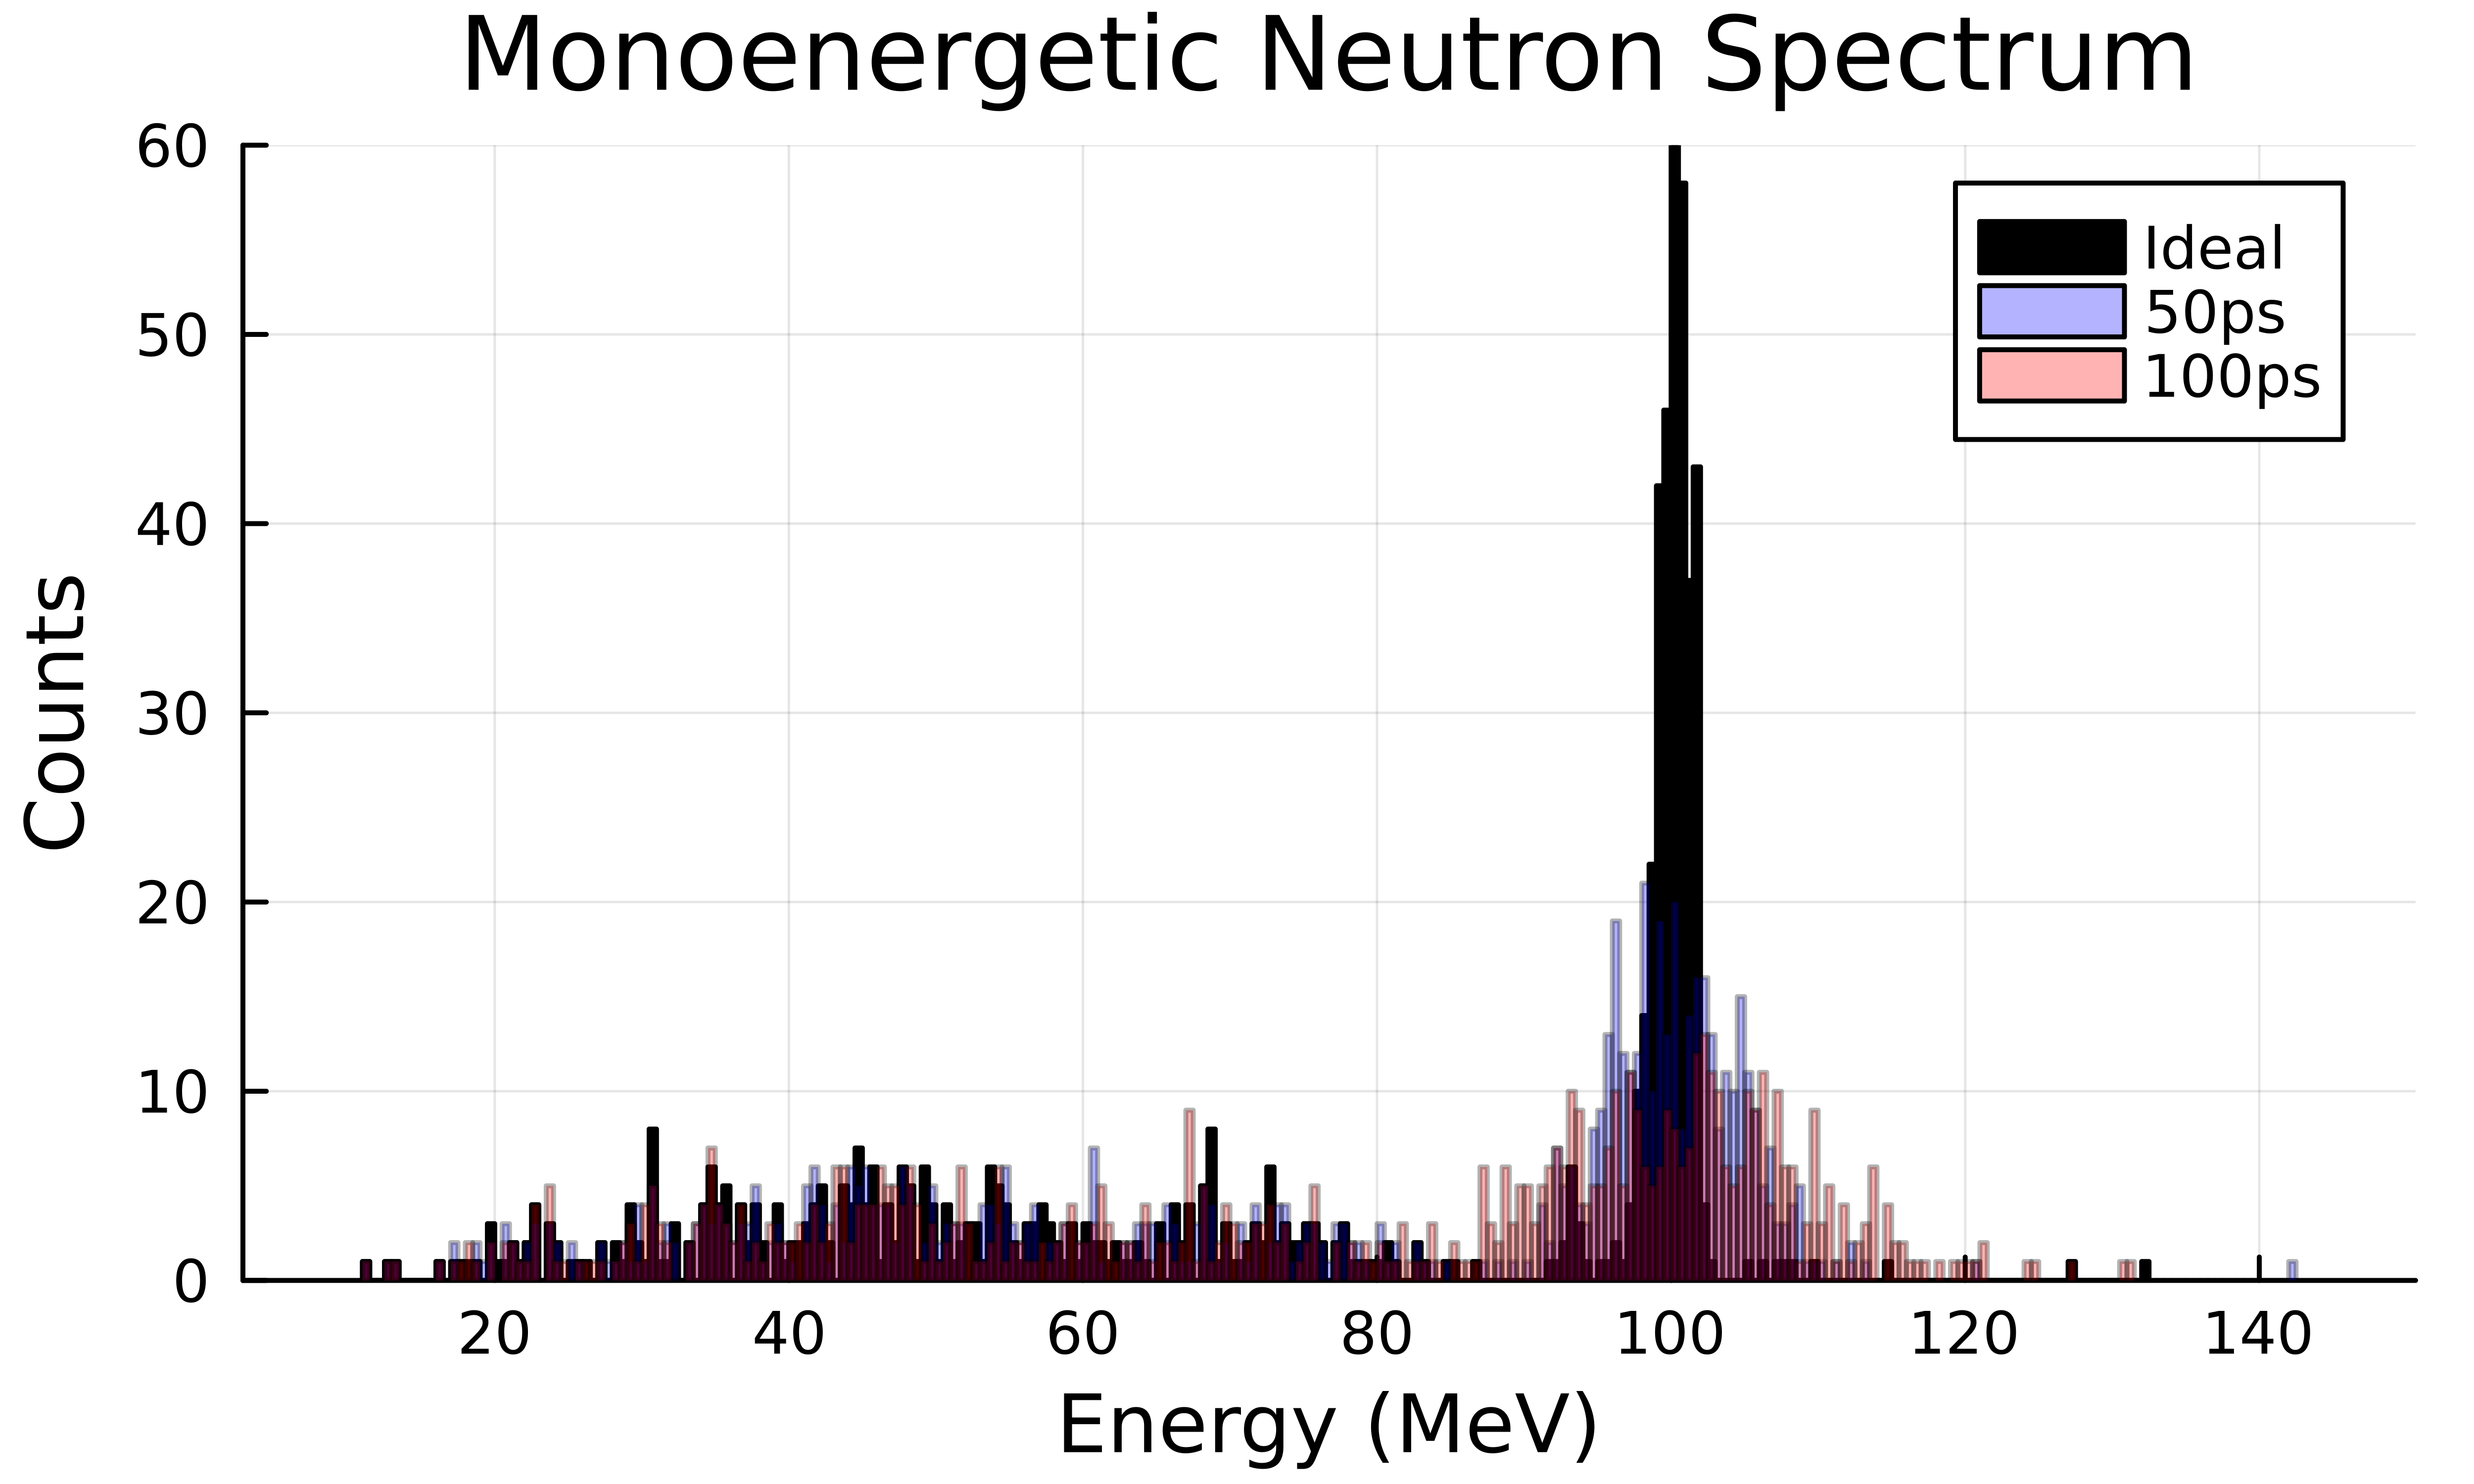 Monoenergetic Neutron Spectrum
60
50
40
30
20
10
0
Counts
Ideal
50ps
100ps
20 40 60 80 100 120 140
Energy (MeV)